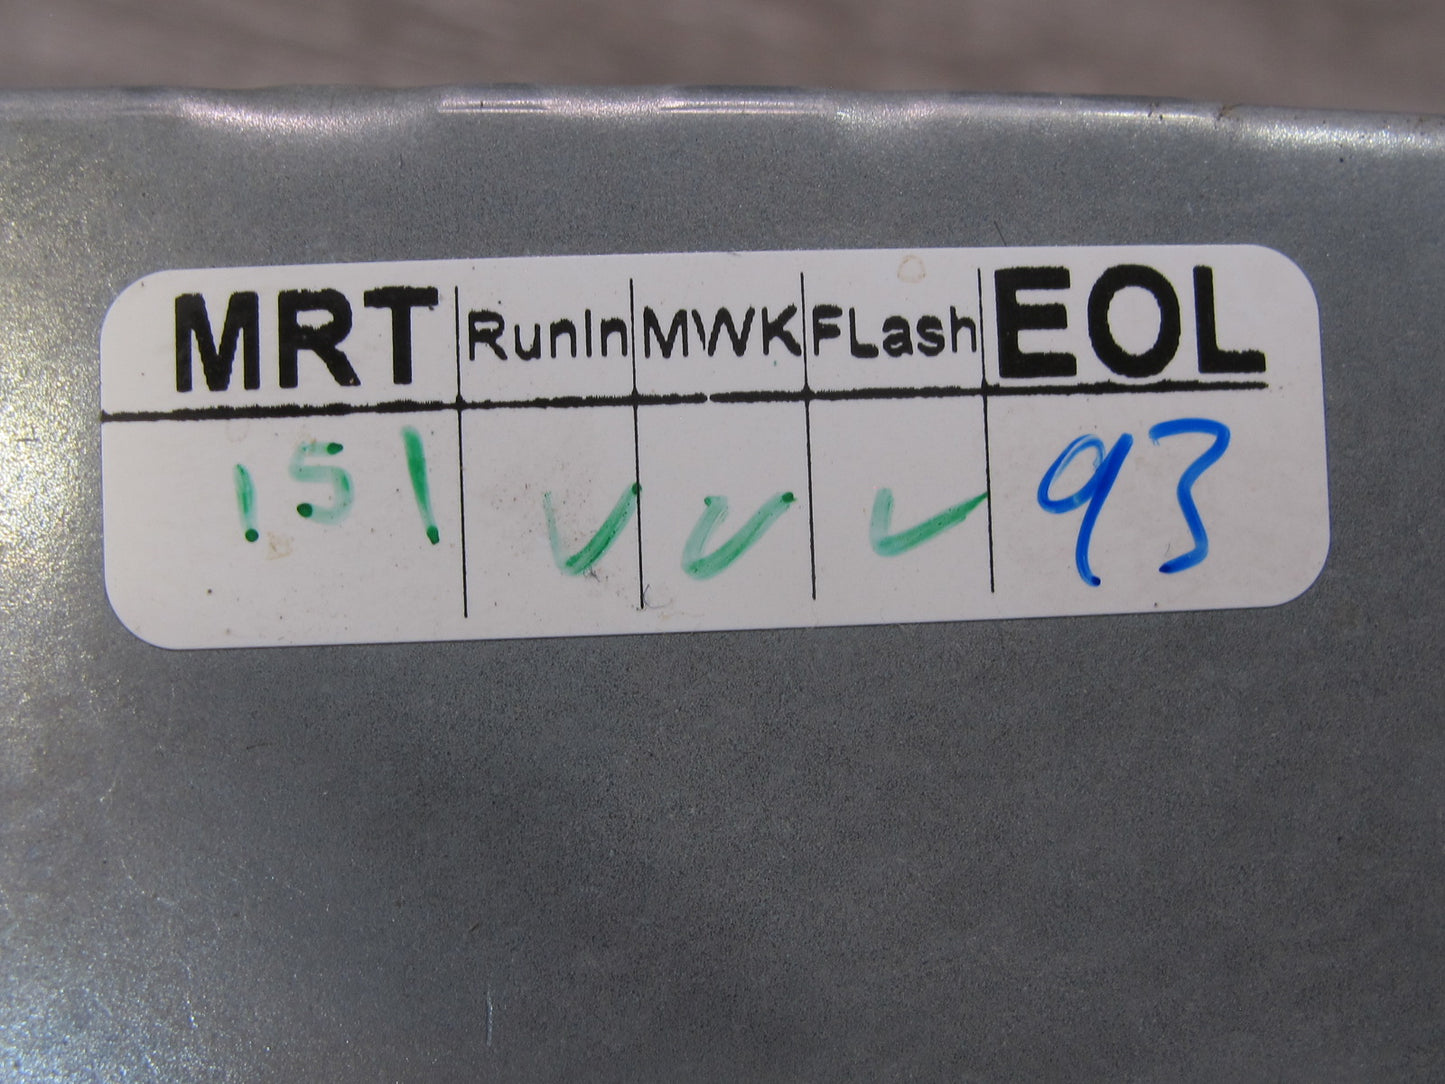 MRT RunIn MWK FLash EOL
151 ✓ ✓ ✓ 93